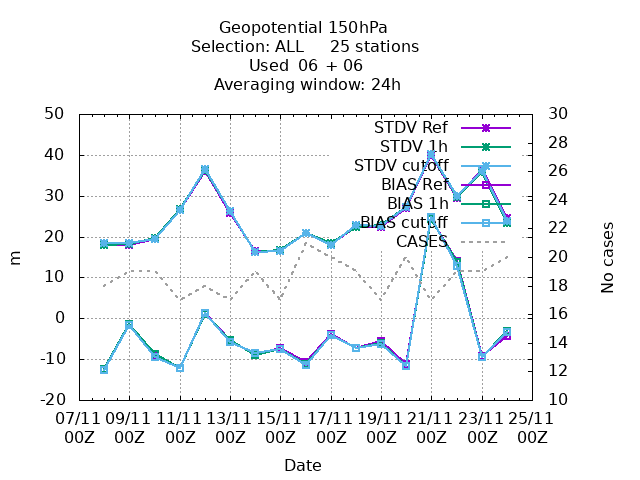 Geopotential 150hPa
Selection: ALL     25 stations
Used  06 + 06
Averaging window: 24h
50
40
30
20
10
0
-10
-20
m
30
28
26
24
22
20
18
16
14
12
10
No cases
STDV Ref
STDV 1h
STDV cutoff
BIAS Ref
BIAS 1h
BIAS cutoff
CASES
07/11 09/11 11/11 13/11 15/11 17/11 19/11 21/11 23/11 25/11
00Z 00Z 00Z 00Z 00Z 00Z 00Z 00Z 00Z 00Z
Date